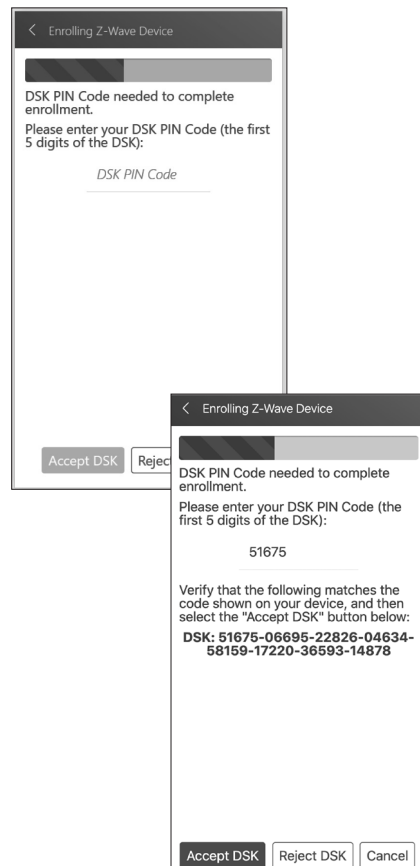 < Enrolling Z-Wave Device
DSK PIN Code needed to complete
enrollment.
Please enter your DSK PIN Code (the first
5 digits of the DSK):
DSK PIN Code
Accept DSK Rejec
< Enrolling Z-Wave Device
DSK PIN Code needed to complete
enrollment.
Please enter your DSK PIN Code (the
first 5 digits of the DSK):
51675
Verify that the following matches the
code shown on your device, and then
select the "Accept DSK" button below:
DSK: 51675-06695-22826-04634-
58159-17220-36593-14878
Accept DSK Reject DSK Cancel